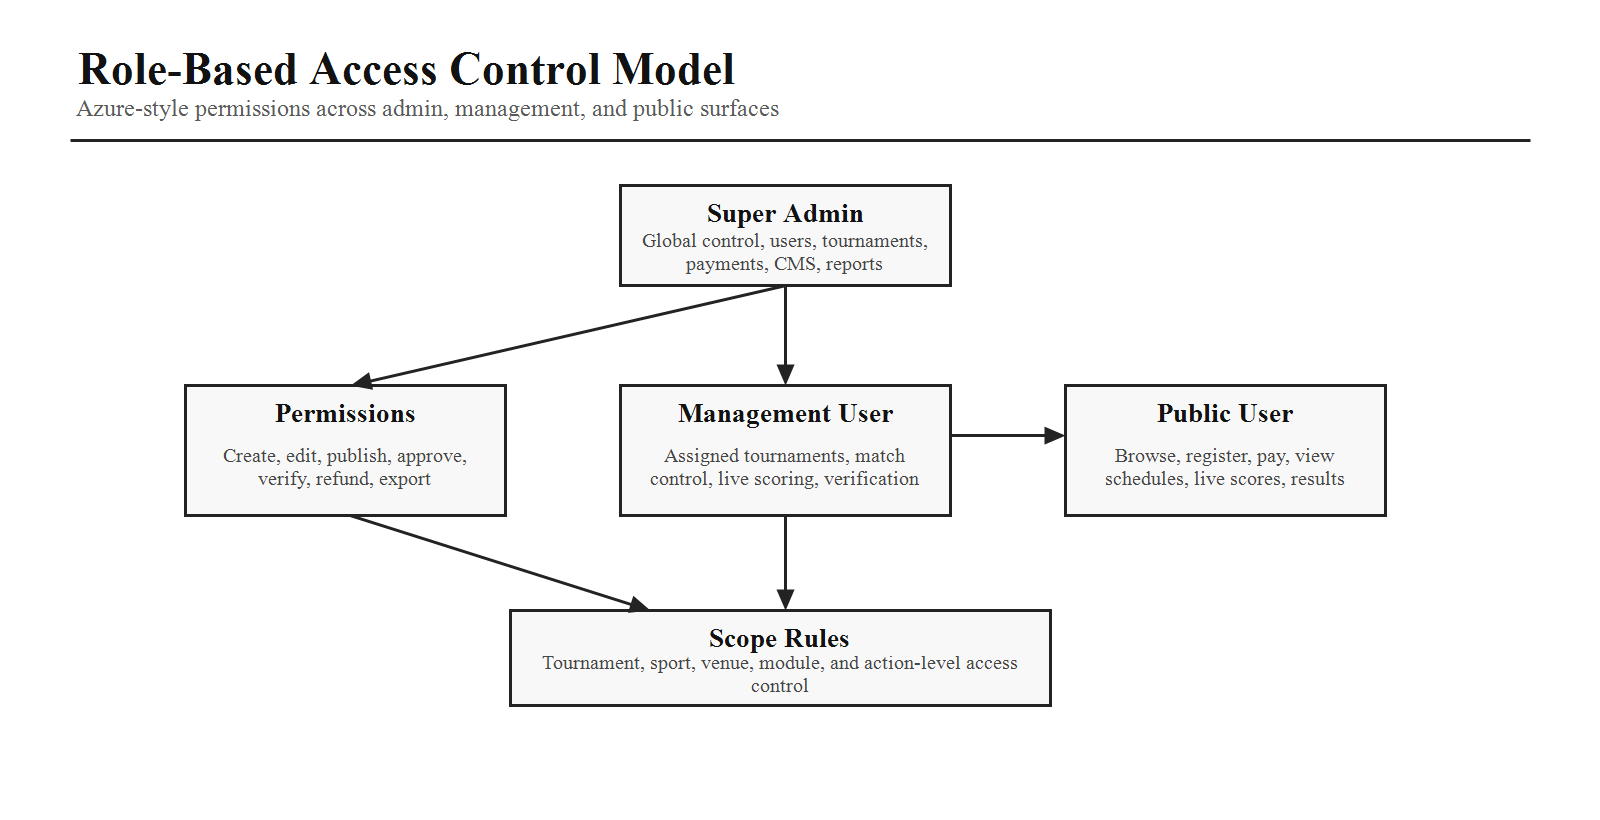 Role-Based Access Control Model
Azure-style permissions across admin, management, and public surfaces
Super Admin
Global control, users, tournaments,
payments, CMS, reports
Permissions
Create, edit, publish, approve,
verify, refund, export
Management User
Assigned tournaments, match
control, live scoring, verification
Public User
Browse, register, pay, view
schedules, live scores, results
Scope Rules
Tournament, sport, venue, module, and action-level access
control